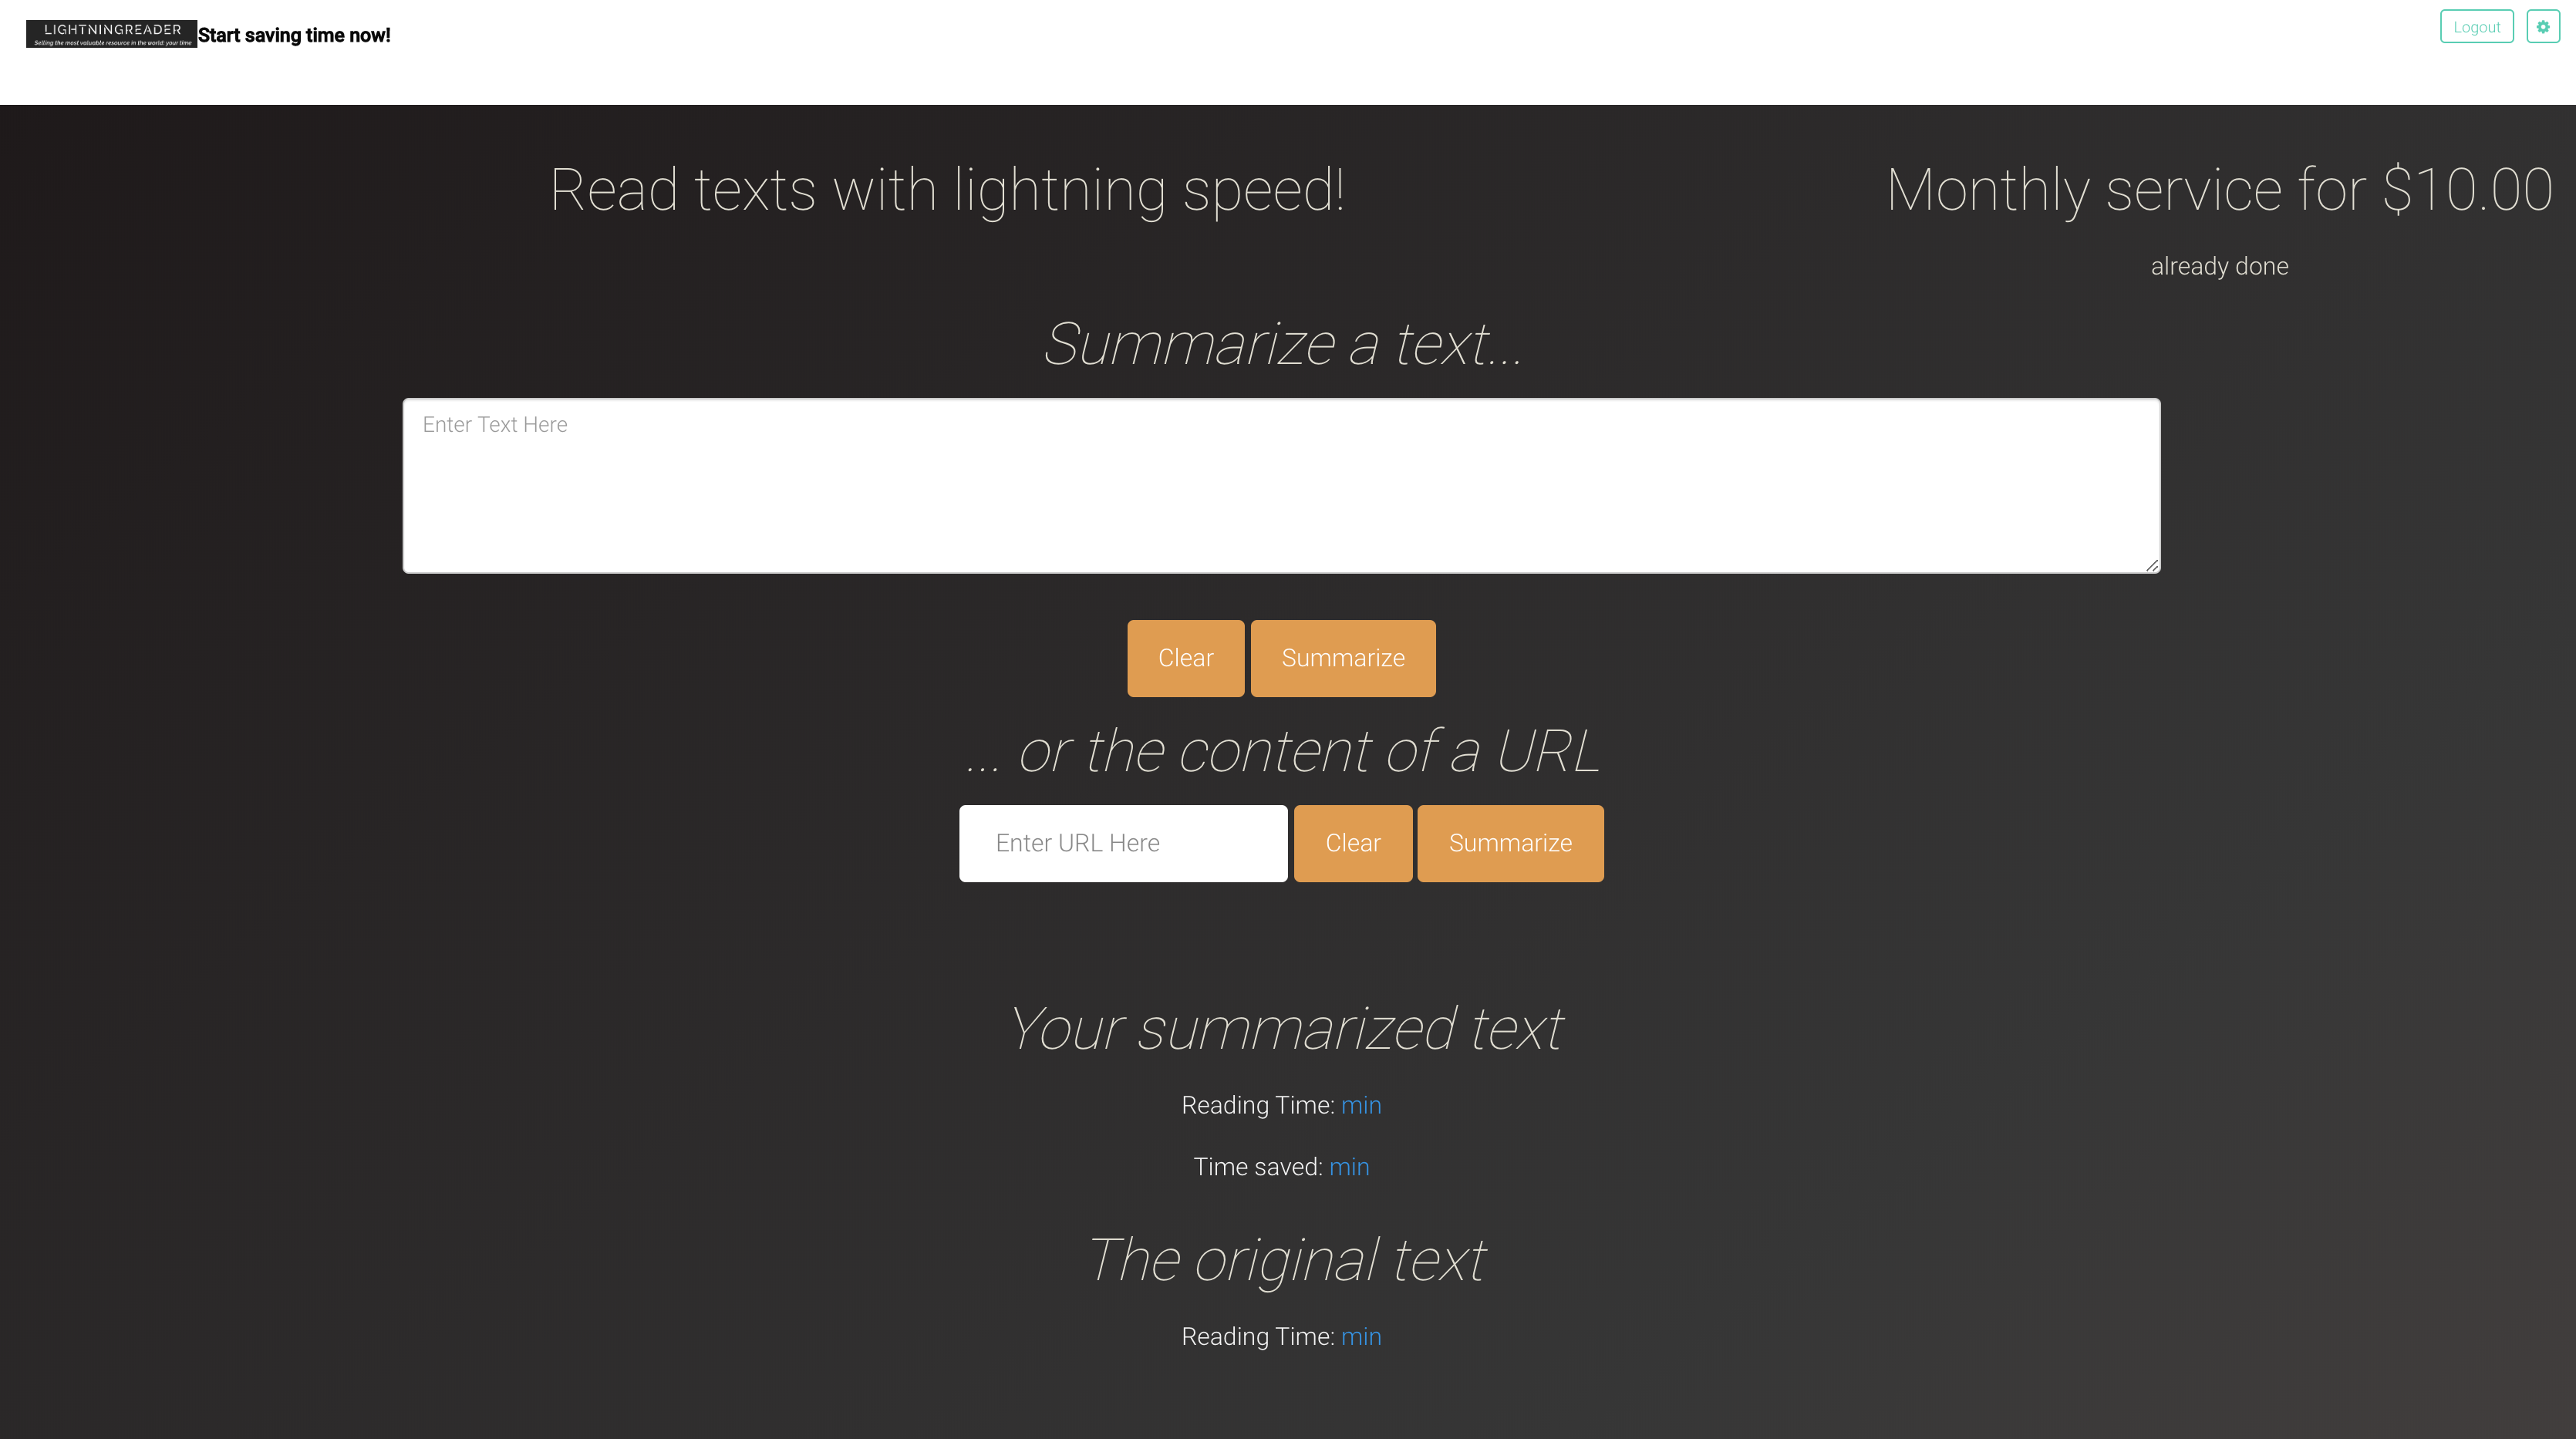 LIGHTNINGREADER
Selling the most valuable resource in the world: your time
Start saving time now!
Logout
Read texts with lightning speed!
Monthly service for $10.00
already done
Summarize a text...
Enter Text Here
Clear
Summarize
... or the content of a URL
Enter URL Here
Clear
Summarize
Your summarized text
Reading Time: min
Time saved: min
The original text
Reading Time: min